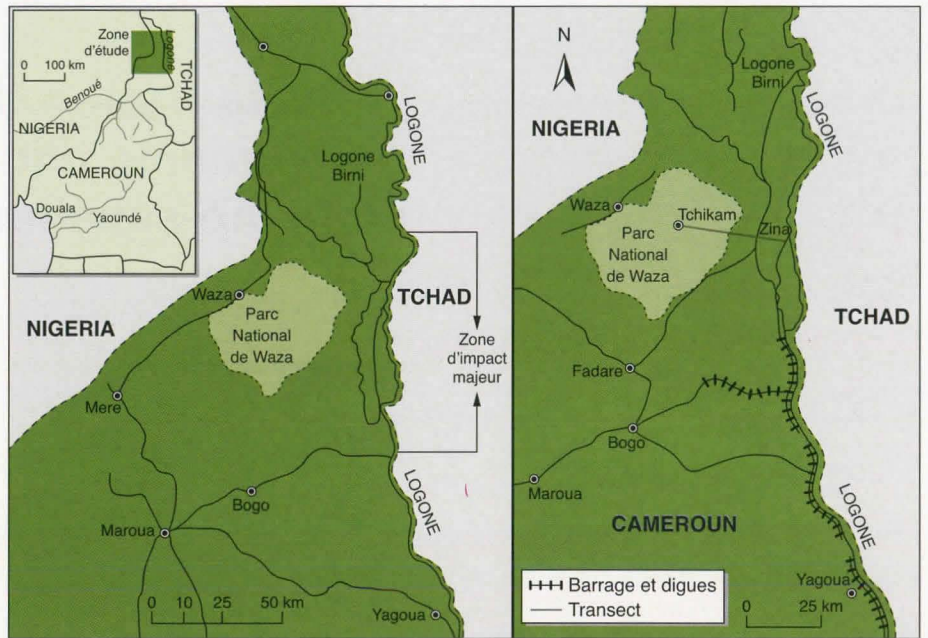 Zone
d'étude
Logone
0 100 km
TCHAD
Benoué
NIGERIA
CAMEROUN
Douala
Yaoundé
LOGONE
Logone
Birni
Waza
Parc
National
de Waza
NIGERIA
TCHAD
Zone
d'impact
majeur
Mere
Bogo
Maroua
LOGONE
0 10 25 50 km
Yagoua
N
Logone
Birni
LOGONE
NIGERIA
Waza
Tchikam
Zina
Parc
National
de Waza
TCHAD
Fadare
Bogo
Maroua
LOGONE
CAMEROUN
Yagoua
Barrage et digues
Transect
0 25 km